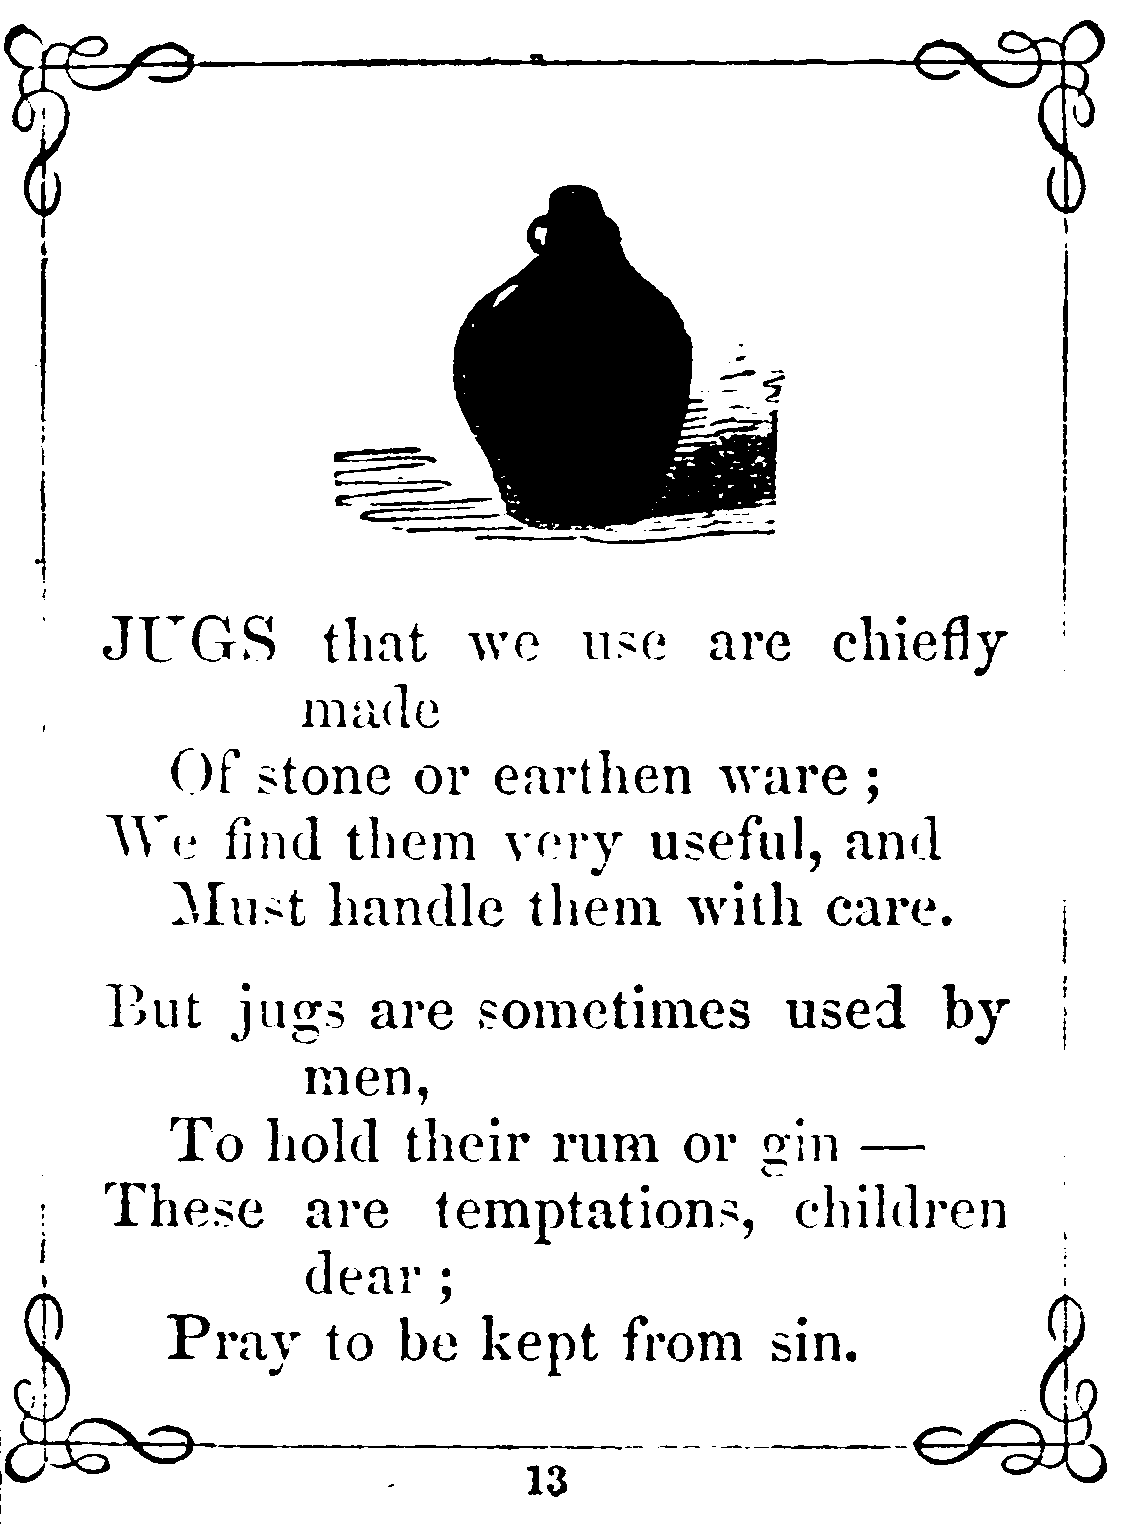 JUGS that we use are chiefly
made
Of stone or earthen ware ;
We find them very useful, and
Must handle them with care.
But jugs are sometimes used by
men,
To hold their rum or gin —
These are temptations, children
dear ;
Pray to be kept from sin.
13